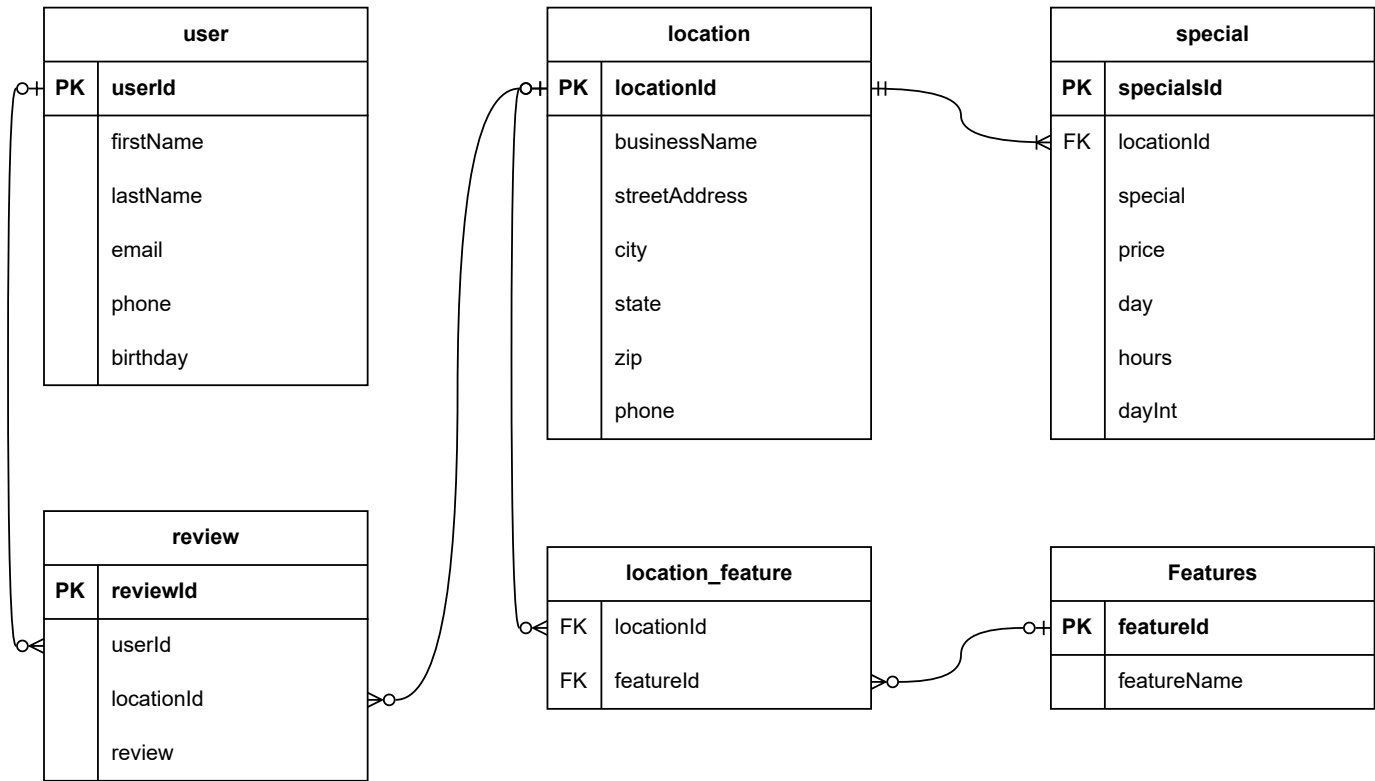 user
PK userId
firstName
lastName
email
phone
birthday
location
PK locationId
businessName
streetAddress
city
state
zip
phone
special
PK specialsId
FK locationId
special
price
day
hours
dayInt
review
PK reviewId
userId
locationId
review
location_feature
FK locationId
FK featureId
Features
PK featureId
featureName